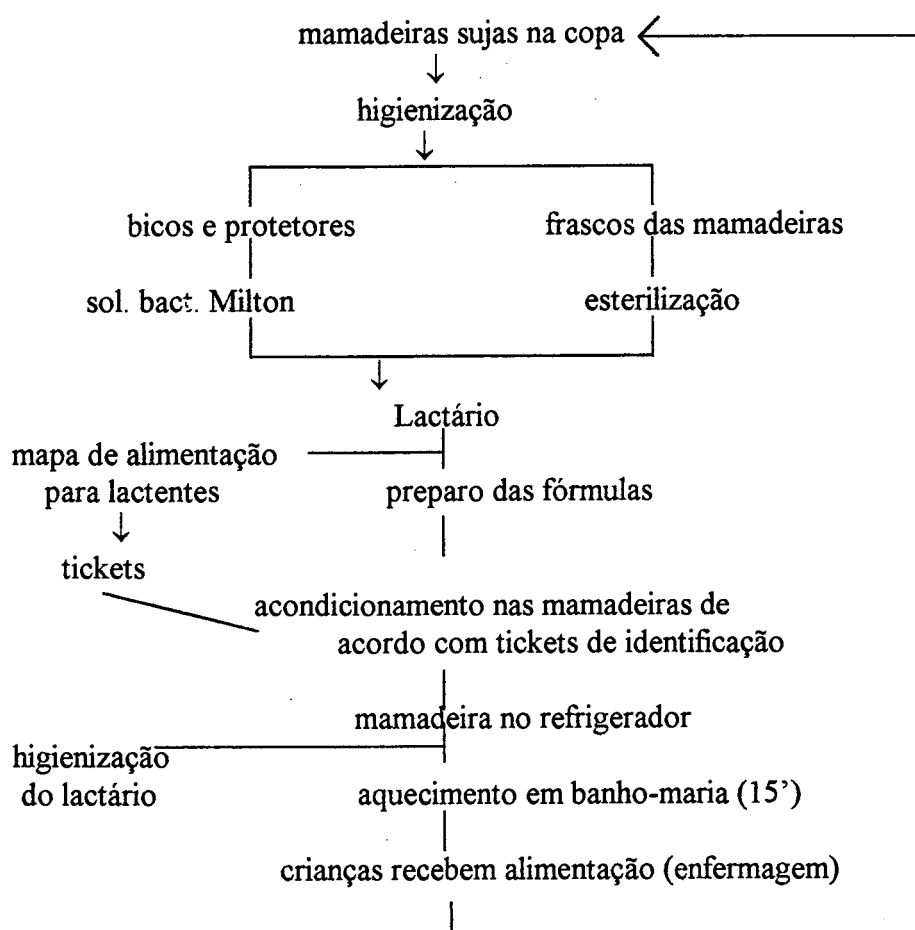 mamadeiras sujas na copa
higienização
bicos e protetores
frascos das mamadeiras
sol. bact. Milton
esterilização
Lactário
mapa de alimentação
para lactentes
preparo das fórmulas
tickets
acondicionamento nas mamadeiras de
acordo com tickets de identificação
mamadeira no refrigerador
higienização
do lactário
aquecimento em banho-maria (15’)
crianças recebem alimentação (enfermagem)